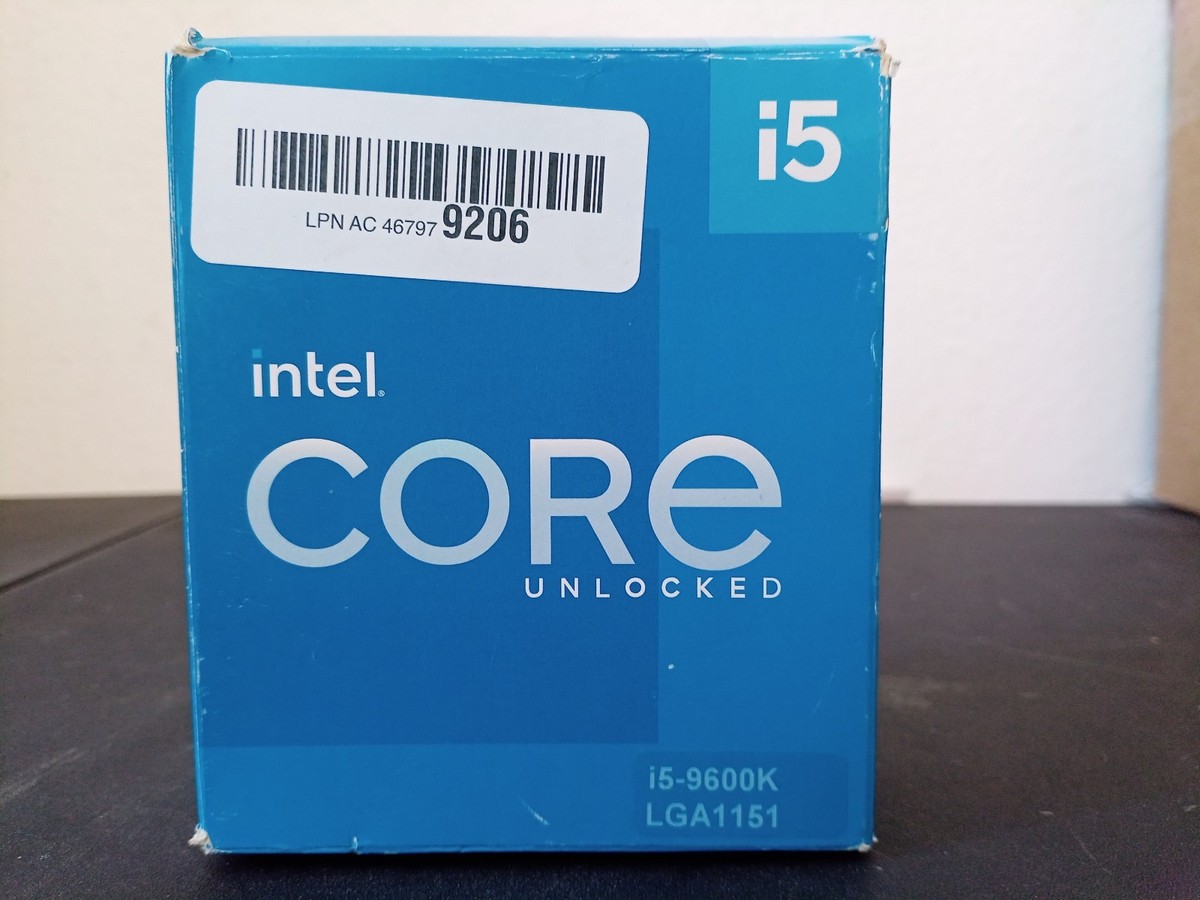 i5
LPN AC 46797 9206
intel®
CORE
UNLOCKED
i5-9600K
LGA1151